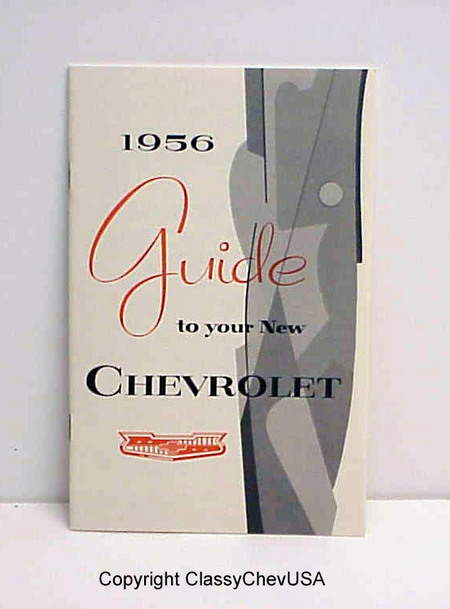 1956
Guide
to your New
CHEVROLET
Copyright ClassyChevUSA